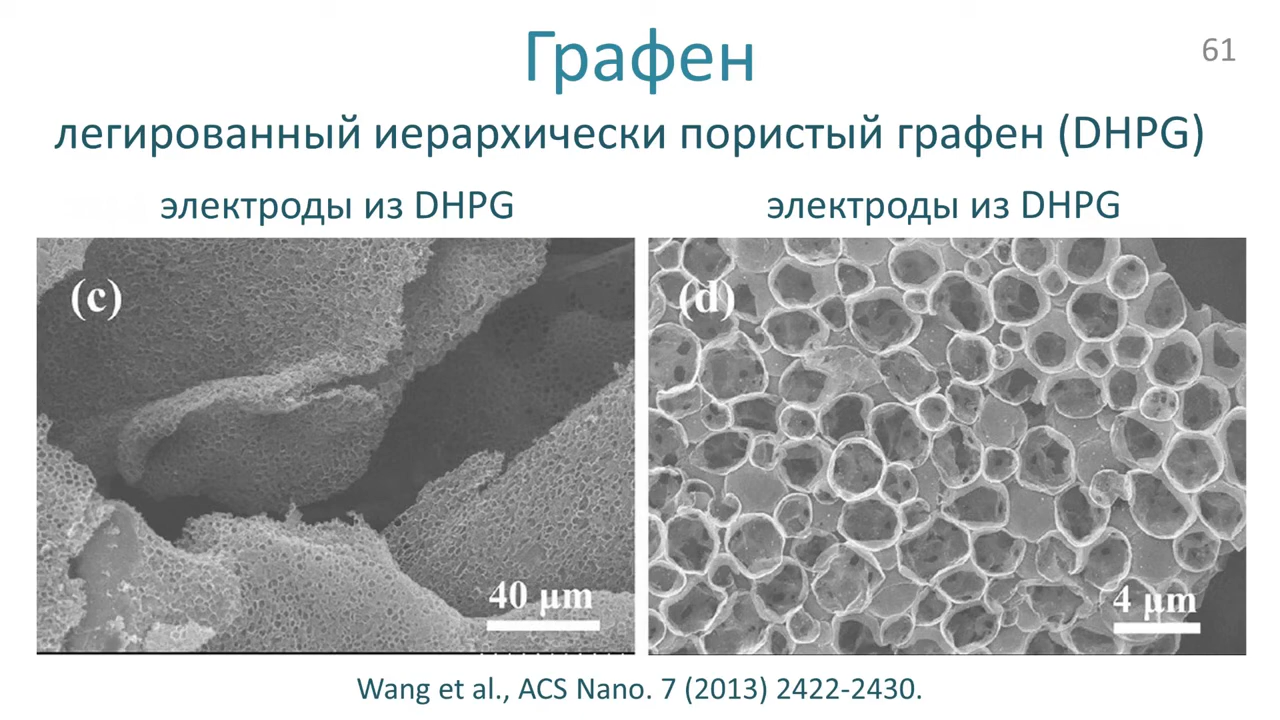 Графен
61
легированный иерархически пористый графен (DHPG)
электроды из DHPG
электроды из DHPG
(c)
(d)
40 μm
4 μm
Wang et al., ACS Nano. 7 (2013) 2422-2430.